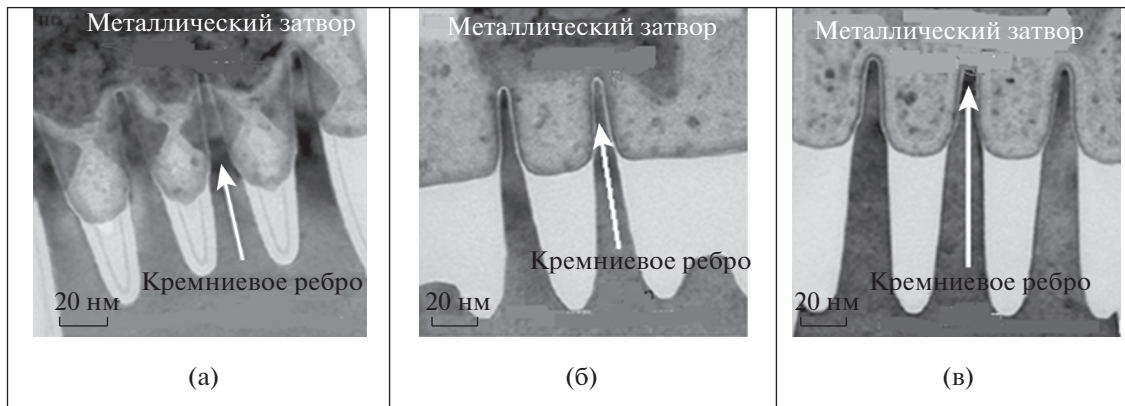 Металлический затвор
Кремниевое ребро
20 нм
(а)
Металлический затвор
Кремниевое ребро
20 нм
(б)
Металлический затвор
Кремниевое ребро
20 нм
(в)